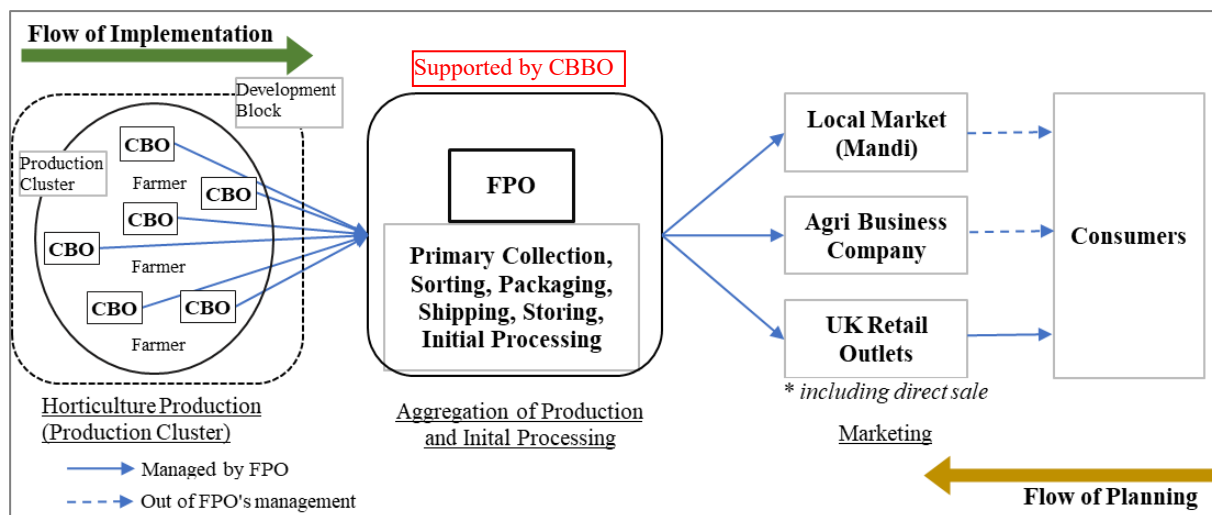 Flow of Implementation
Development
Block
Production
Cluster
CBO
Farmer
CBO
CBO
CBO
Farmer
CBO
CBO
Farmer
Horticulture Production
(Production Cluster)
Supported by CBBO
FPO
Primary Collection,
Sorting, Packaging,
Shipping, Storing,
Initial Processing
Aggregation of Production
and Inital Processing
Local Market
(Mandi)
Agri Business
Company
UK Retail
Outlets
* including direct sale
Marketing
Consumers
Managed by FPO
Out of FPO's management
Flow of Planning